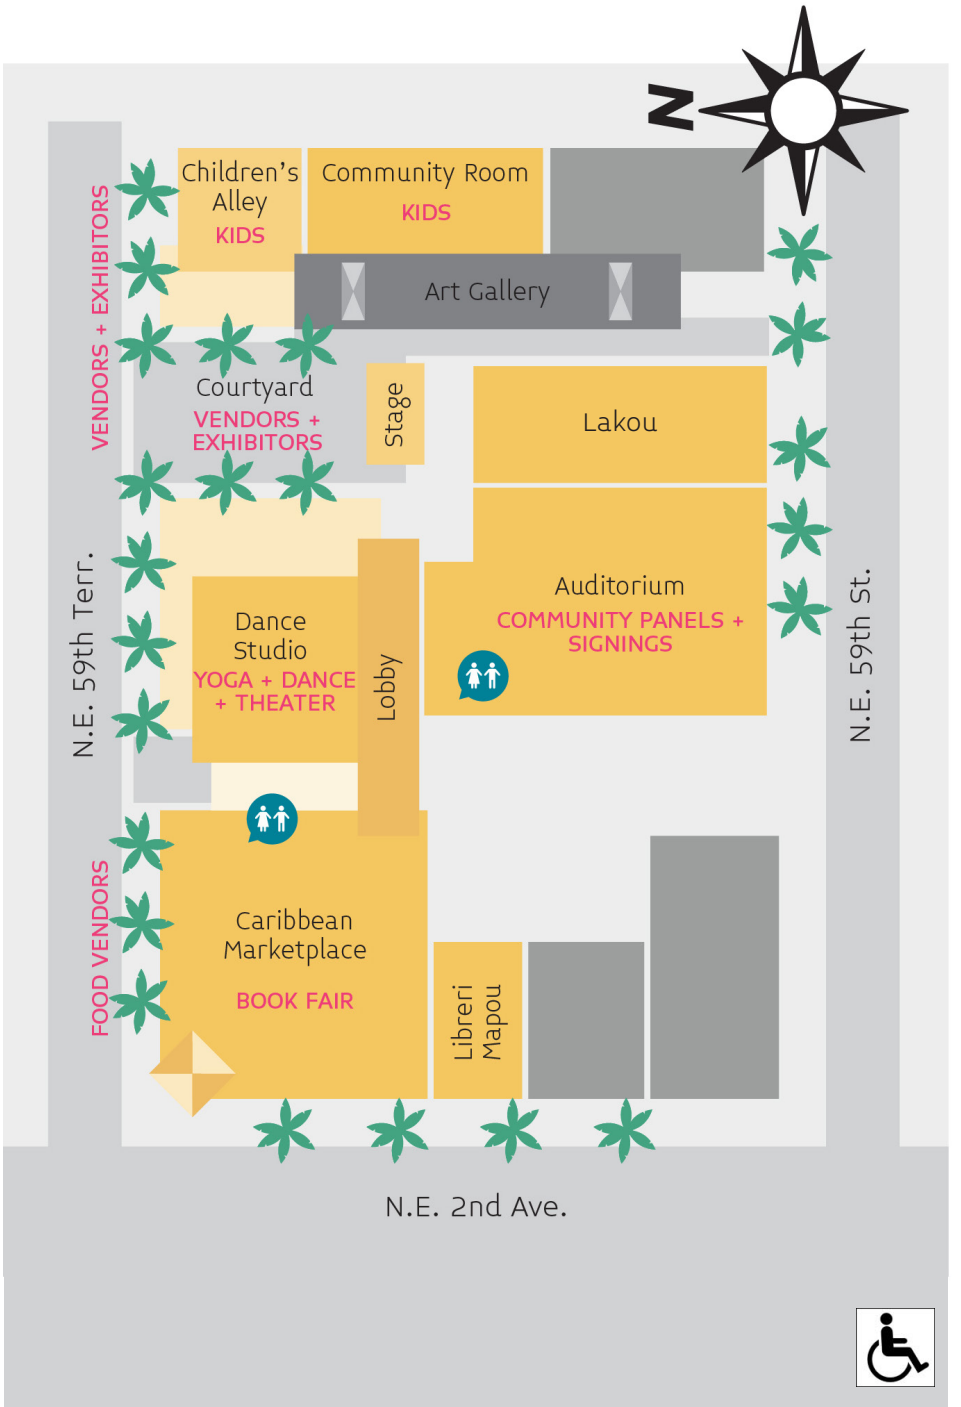 N
Children's
Alley
KIDS
Community Room
KIDS
Art Gallery
VENDORS + EXHIBITORS
Courtyard
VENDORS +
EXHIBITORS
Stage
Lakou
Auditorium
COMMUNITY PANELS +
SIGNINGS
Dance
Studio
YOGA + DANCE
+ THEATER
Lobby
N.E. 59th Terr.
N.E. 59th St.
FOOD VENDORS
Caribbean
Marketplace
BOOK FAIR
Libreri
Mapou
N.E. 2nd Ave.